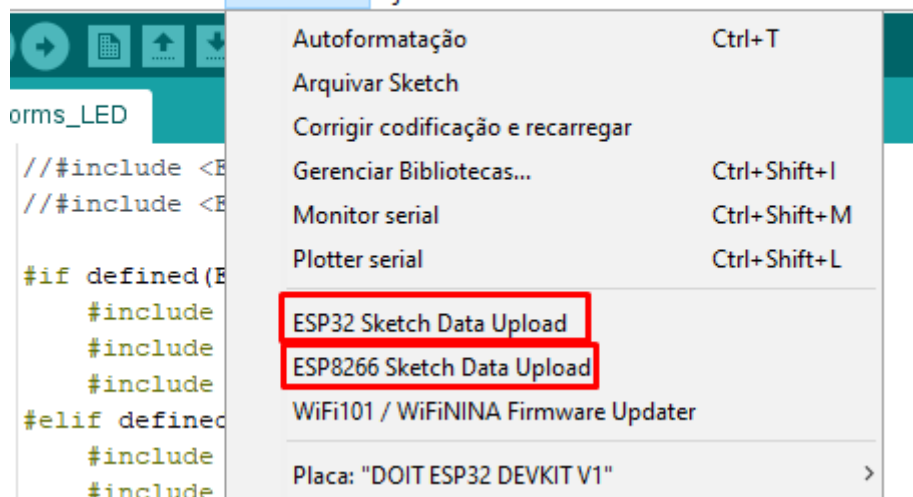 Autoformatação Ctrl+T
Arquivar Sketch
orms_LED
Corrigir codificação e recarregar
//#include <E
Gerenciar Bibliotecas... Ctrl+Shift+I
//#include <E
Monitor serial Ctrl+Shift+M
Plotter serial Ctrl+Shift+L
#if defined(E
#include
ESP32 Sketch Data Upload
#include
ESP8266 Sketch Data Upload
#include
WiFi101 / WiFiNINA Firmware Updater
#elif defined
#include
Placa: "DOIT ESP32 DEVKIT V1"
#include